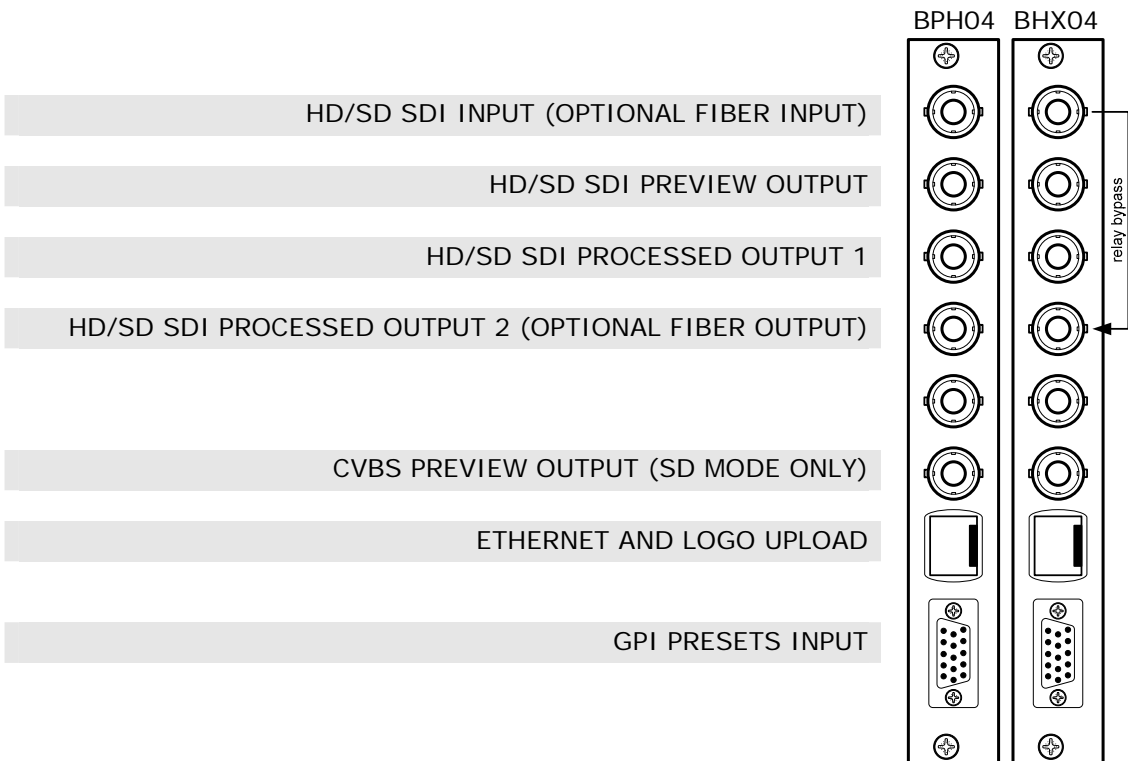 BPH04 BHX04
HD/SD SDI INPUT (OPTIONAL FIBER INPUT)
HD/SD SDI PREVIEW OUTPUT
relay bypass
HD/SD SDI PROCESSED OUTPUT 1
HD/SD SDI PROCESSED OUTPUT 2 (OPTIONAL FIBER OUTPUT)
CVBS PREVIEW OUTPUT (SD MODE ONLY)
ETHERNET AND LOGO UPLOAD
GPI PRESETS INPUT